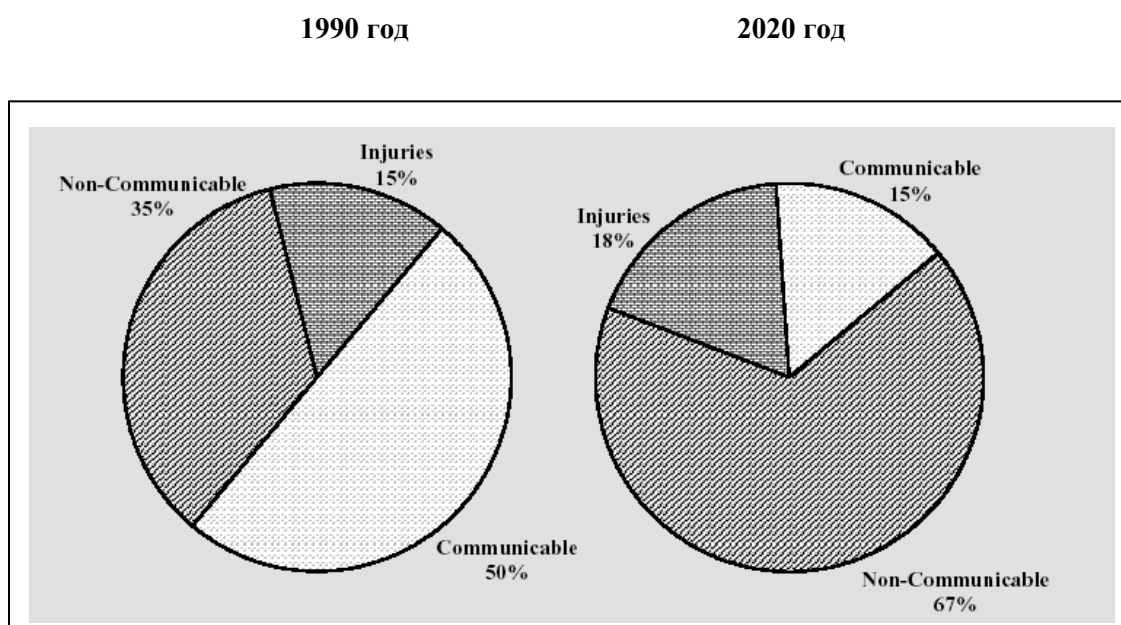 1990 год
2020 год
Injuries
15%
Non-Communicable
35%
Communicable
50%
Communicable
15%
Injuries
18%
Non-Communicable
67%